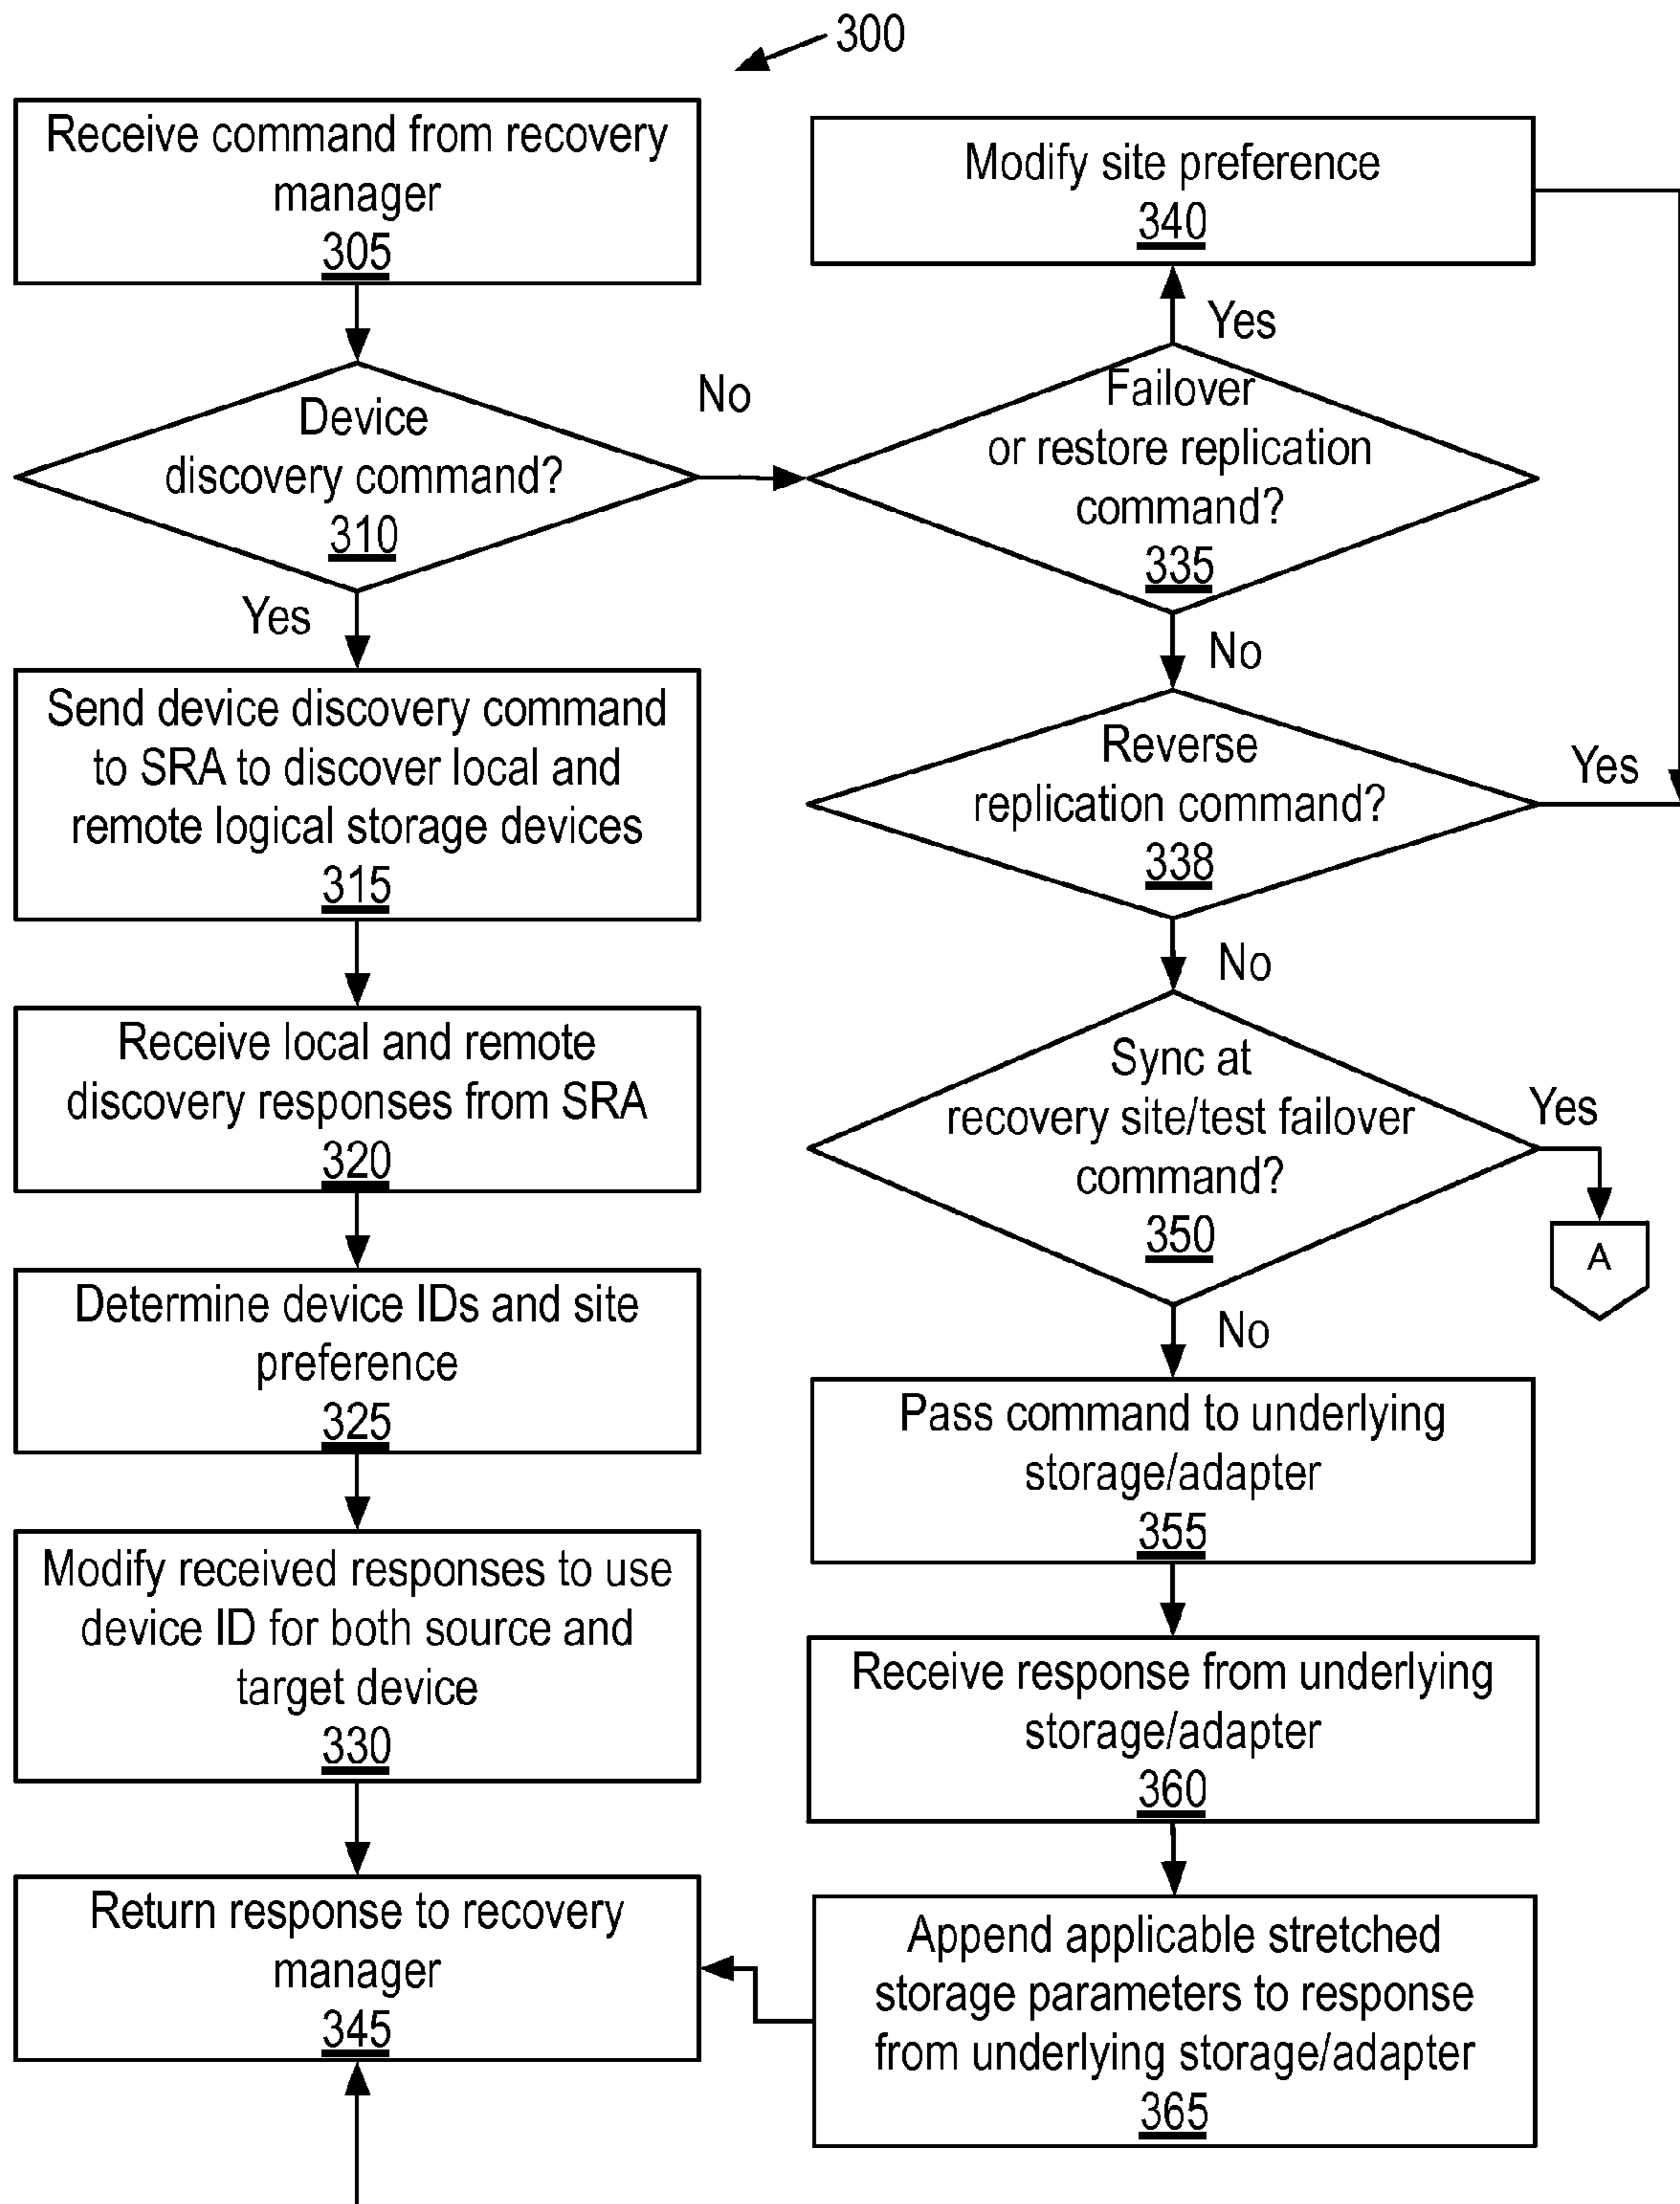 300
Receive command from recovery
manager
305
Device
discovery command?
310
No
Yes
Send device discovery command
to SRA to discover local and
remote logical storage devices
315
Receive local and remote
discovery responses from SRA
320
Determine device IDs and site
preference
325
Modify received responses to use
device ID for both source and
target device
330
Return response to recovery
manager
345
Modify site preference
340
Yes
Failover
or restore replication
command?
335
No
Reverse
replication command?
338
Yes
No
Sync at
recovery site/test failover
command?
350
Yes
A
No
Pass command to underlying
storage/adapter
355
Receive response from underlying
storage/adapter
360
Append applicable stretched
storage parameters to response
from underlying storage/adapter
365